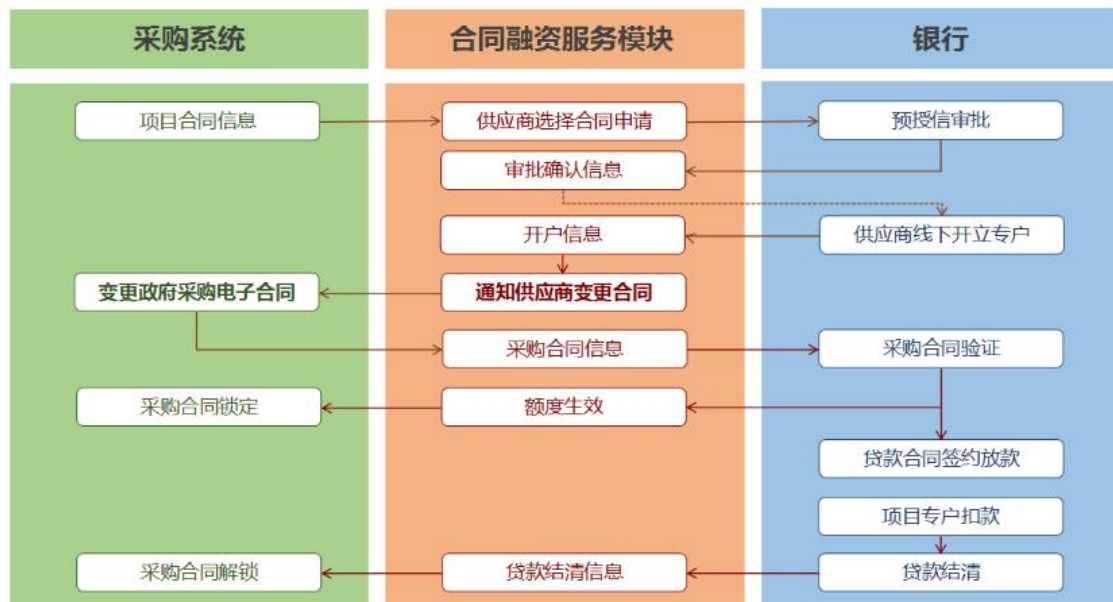 采购系统
合同融资服务模块
银行
项目合同信息
供应商选择合同申请
预授信审批
审批确认信息
开户信息
供应商线下开立专户
变更政府采购电子合同
通知供应商变更合同
采购合同信息
采购合同验证
采购合同锁定
额度生效
贷款合同签约放款
项目专户扣款
采购合同解锁
贷款结清信息
贷款结清